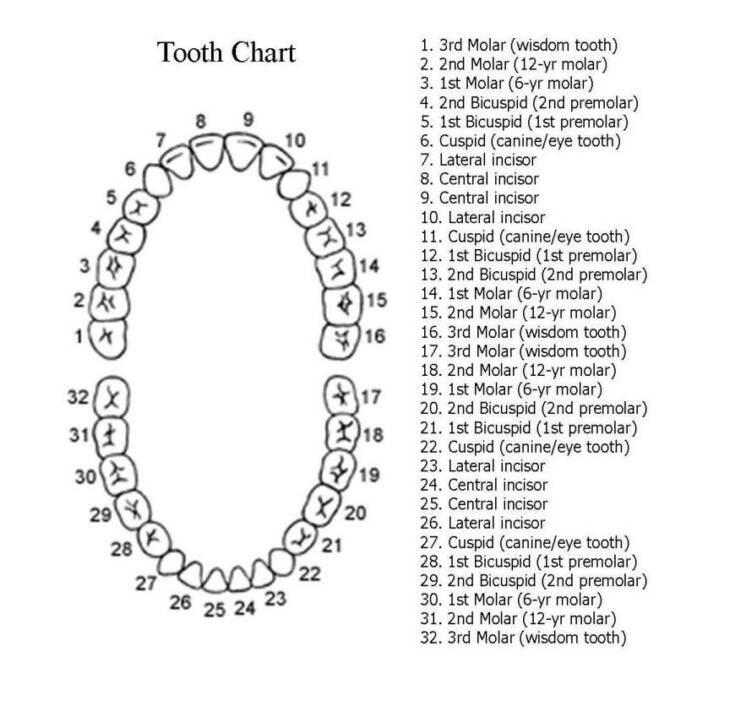 Tooth Chart
1. 3rd Molar (wisdom tooth)
2. 2nd Molar (12-yr molar)
3. 1st Molar (6-yr molar)
4. 2nd Bicuspid (2nd premolar)
5. 1st Bicuspid (1st premolar)
6. Cuspid (canine/eye tooth)
7. Lateral incisor
8. Central incisor
9. Central incisor
10. Lateral incisor
11. Cuspid (canine/eye tooth)
12. 1st Bicuspid (1st premolar)
13. 2nd Bicuspid (2nd premolar)
14. 1st Molar (6-yr molar)
15. 2nd Molar (12-yr molar)
16. 3rd Molar (wisdom tooth)
17. 3rd Molar (wisdom tooth)
18. 2nd Molar (12-yr molar)
19. 1st Molar (6-yr molar)
20. 2nd Bicuspid (2nd premolar)
21. 1st Bicuspid (1st premolar)
22. Cuspid (canine/eye tooth)
23. Lateral incisor
24. Central incisor
25. Central incisor
26. Lateral incisor
27. Cuspid (canine/eye tooth)
28. 1st Bicuspid (1st premolar)
29. 2nd Bicuspid (2nd premolar)
30. 1st Molar (6-yr molar)
31. 2nd Molar (12-yr molar)
32. 3rd Molar (wisdom tooth)
1
2
3
4
5
6
7
8
9
10
11
12
13
14
15
16
17
18
19
20
21
22
23
24
25
26
27
28
29
30
31
32